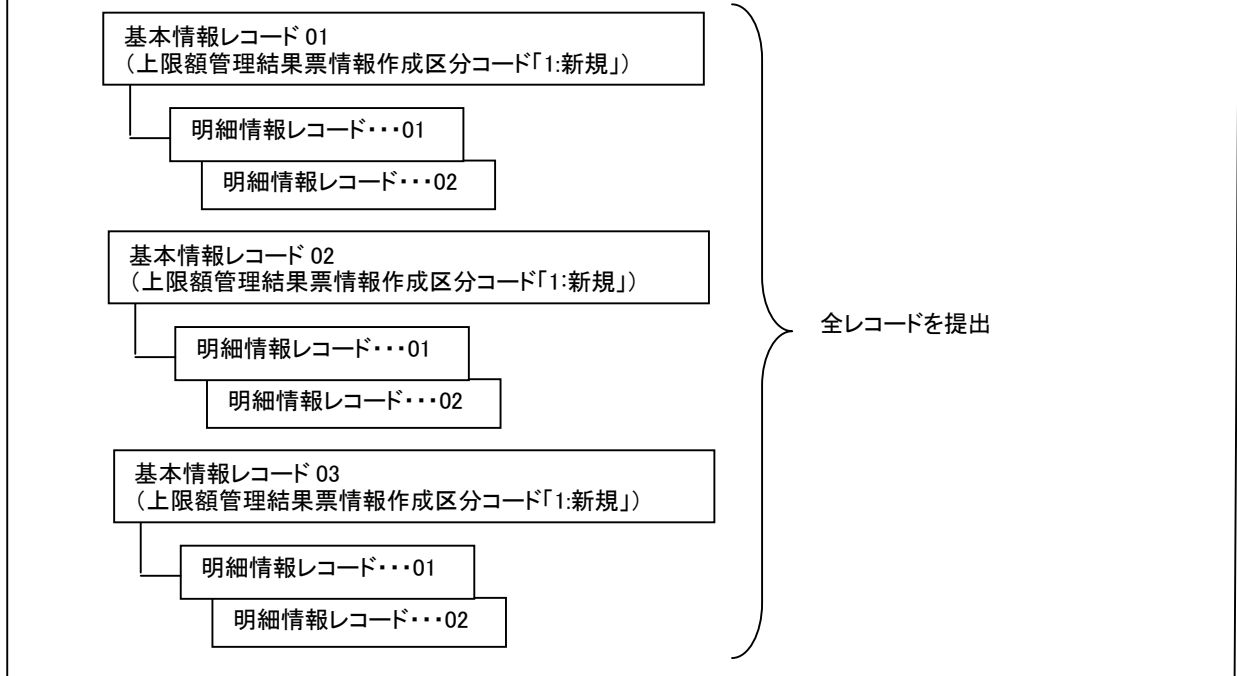 基本情報レコード 01
（上限額管理結果票情報作成区分コード「1:新規」）
明細情報レコード・・・01
明細情報レコード・・・02
基本情報レコード 02
（上限額管理結果票情報作成区分コード「1:新規」）
明細情報レコード・・・01
明細情報レコード・・・02
全レコードを提出
基本情報レコード 03
（上限額管理結果票情報作成区分コード「1:新規」）
明細情報レコード・・・01
明細情報レコード・・・02